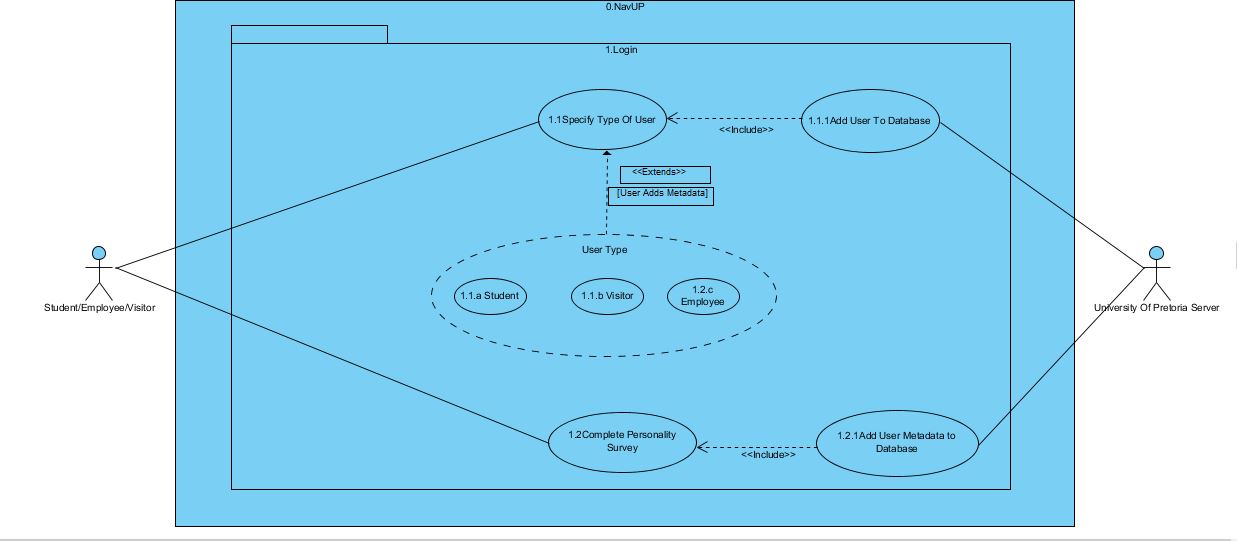 0.NavUP
1.Login
1.1Specify Type Of User
<<Include>>
1.1.1Add User To Database
<<Extends>>
[User Adds Metadata]
User Type
1.1.a Student
1.1.b Visitor
1.2.c
Employee
Student/Employee/Visitor
University Of Pretoria Server
1.2Complete Personality
Survey
<<Include>>
1.2.1Add User Metadata to
Database